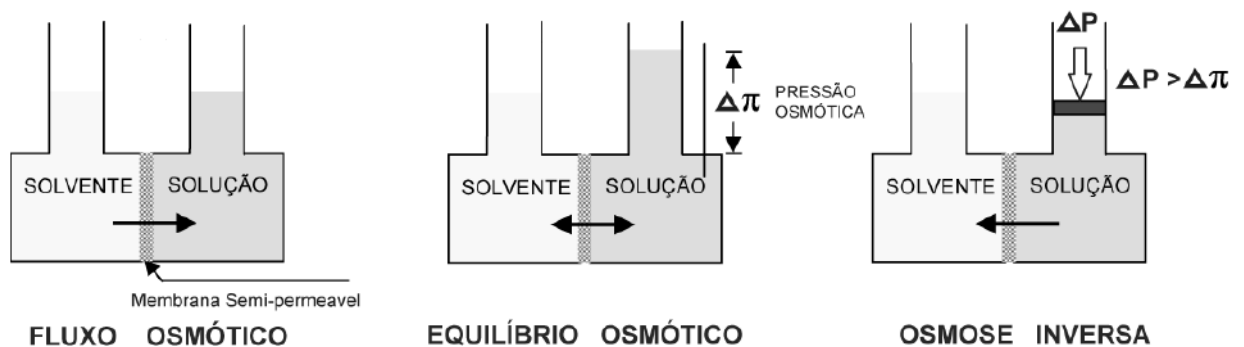 SOLVENTE SOLUÇÃO
Membrana Semi-permeavel
FLUXO OSMÓTICO
Δπ PRESSÃO
OSMÓTICA
SOLVENTE SOLUÇÃO
EQUILÍBRIO OSMÓTICO
ΔP
ΔP > Δπ
SOLVENTE SOLUÇÃO
OSMOSE INVERSA